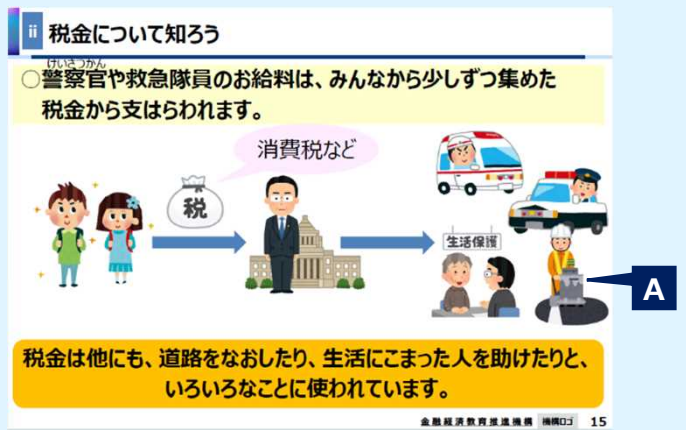 ii 税金について知ろう
けいさつかん
○警察官や救急隊員のお給料は、みんなから少しずつ集めた
税金から支はらわれます。
消費税など
税
生活保護
A
税金は他にも、道路をなおしたり、生活にこまった人を助けたりと、
いろいろなことに使われています。
金融経済教育推進機構 機構ロゴ 15